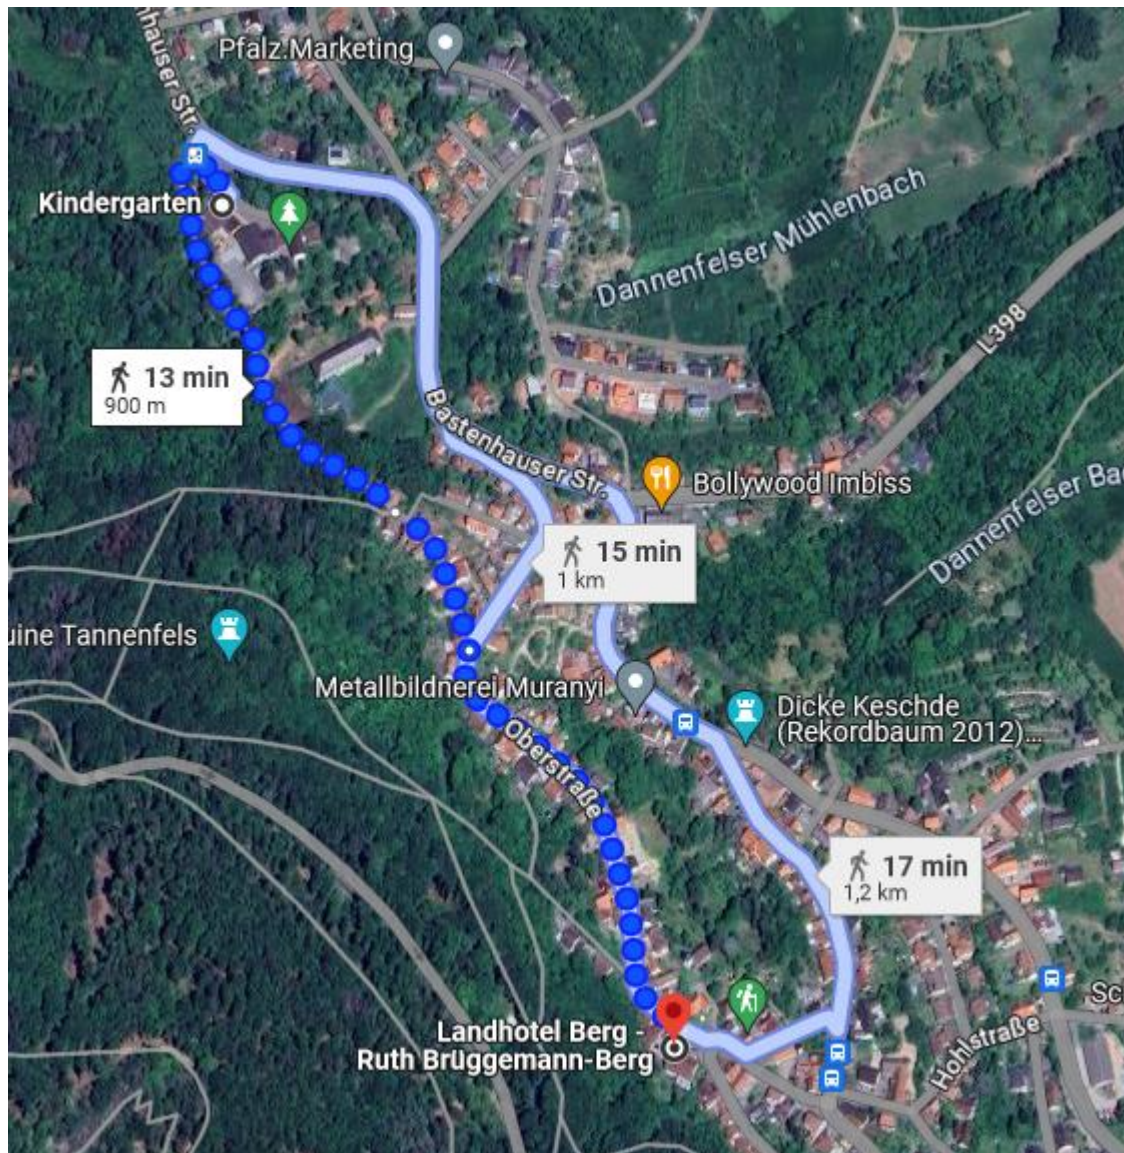 Pfalz.Marketing
nhauser Str.
Kindergarten
Dannenfelser Mühlenbach
L398
13 min
900 m
Bastenhauser Str.
Bollywood Imbiss
Dannenfelser Bac
15 min
1 km
uine Tannenfels
Metallbildnerei Muranyi
Dicke Keschde
(Rekordbaum 2012)...
Oberstraße
17 min
1,2 km
Landhotel Berg -
Ruth Brüggemann-Berg
Hohlstraße
Sc